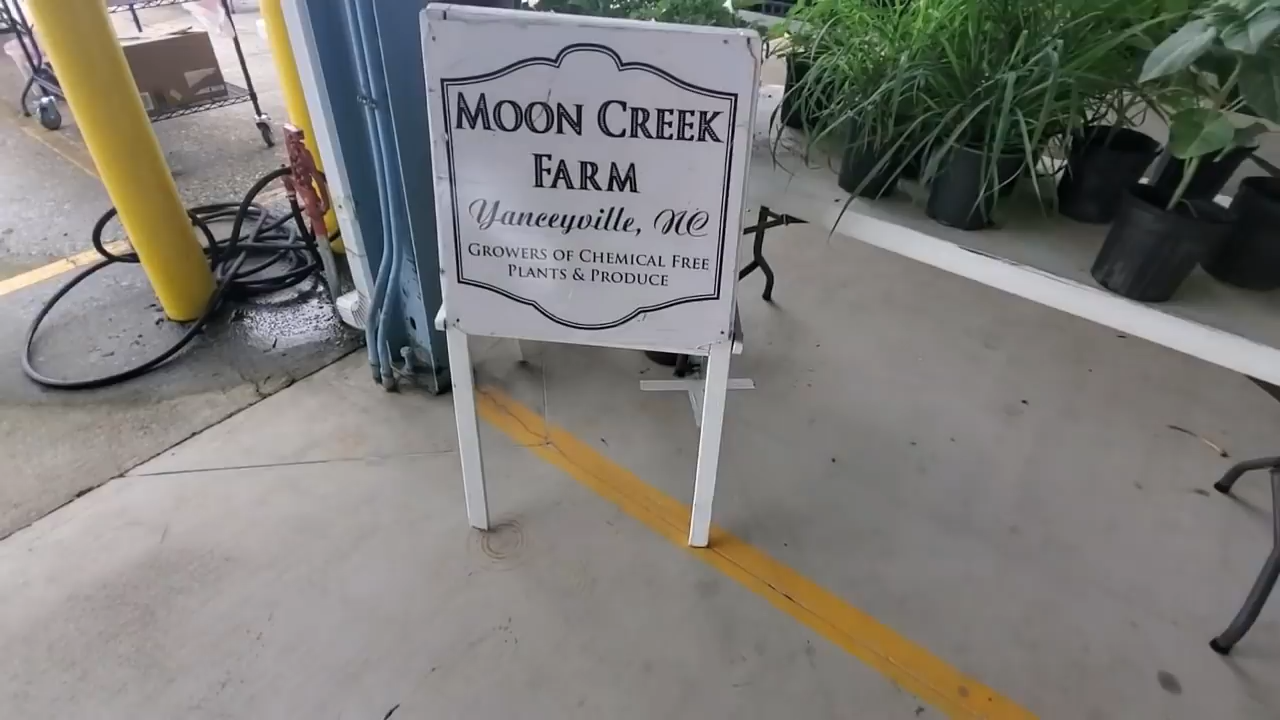 MOON CREEK
FARM
Yanceyville, NC
GROWERS OF CHEMICAL FREE
PLANTS & PRODUCE